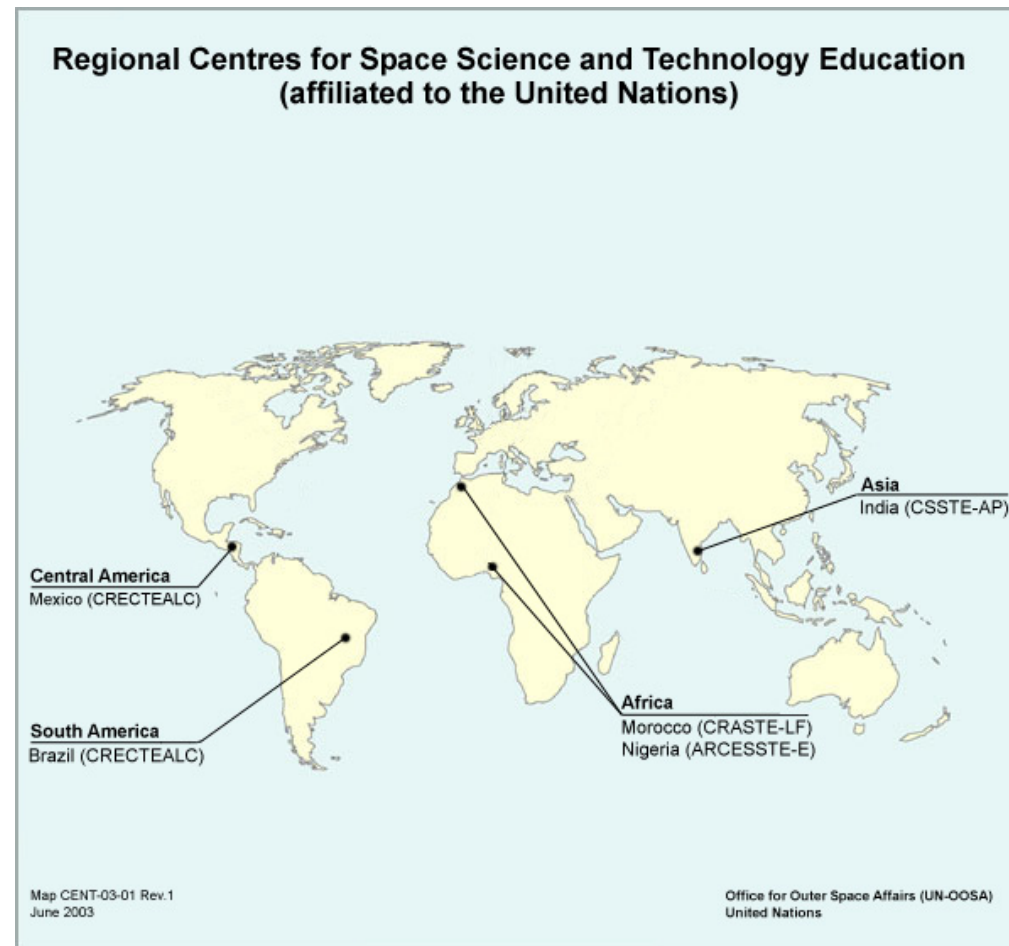 Regional Centres for Space Science and Technology Education
(affiliated to the United Nations)
Asia
India (CSSTE-AP)
Central America
Mexico (CRECTEALC)
Africa
Morocco (CRASTE-LF)
Nigeria (ARCESSTE-E)
South America
Brazil (CRECTEALC)
Map CENT-03-01 Rev.1
June 2003
Office for Outer Space Affairs (UN-OOSA)
United Nations